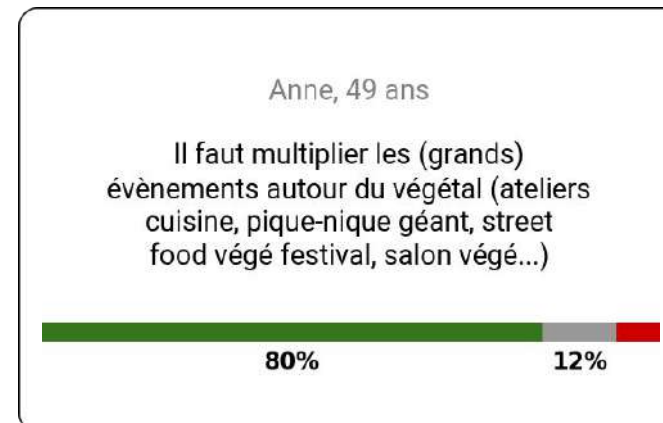 Anne, 49 ans
Il faut multiplier les (grands)
évènements autour du végétal (ateliers
cuisine, pique-nique géant, street
food végé festival, salon végé...)
80%
12%